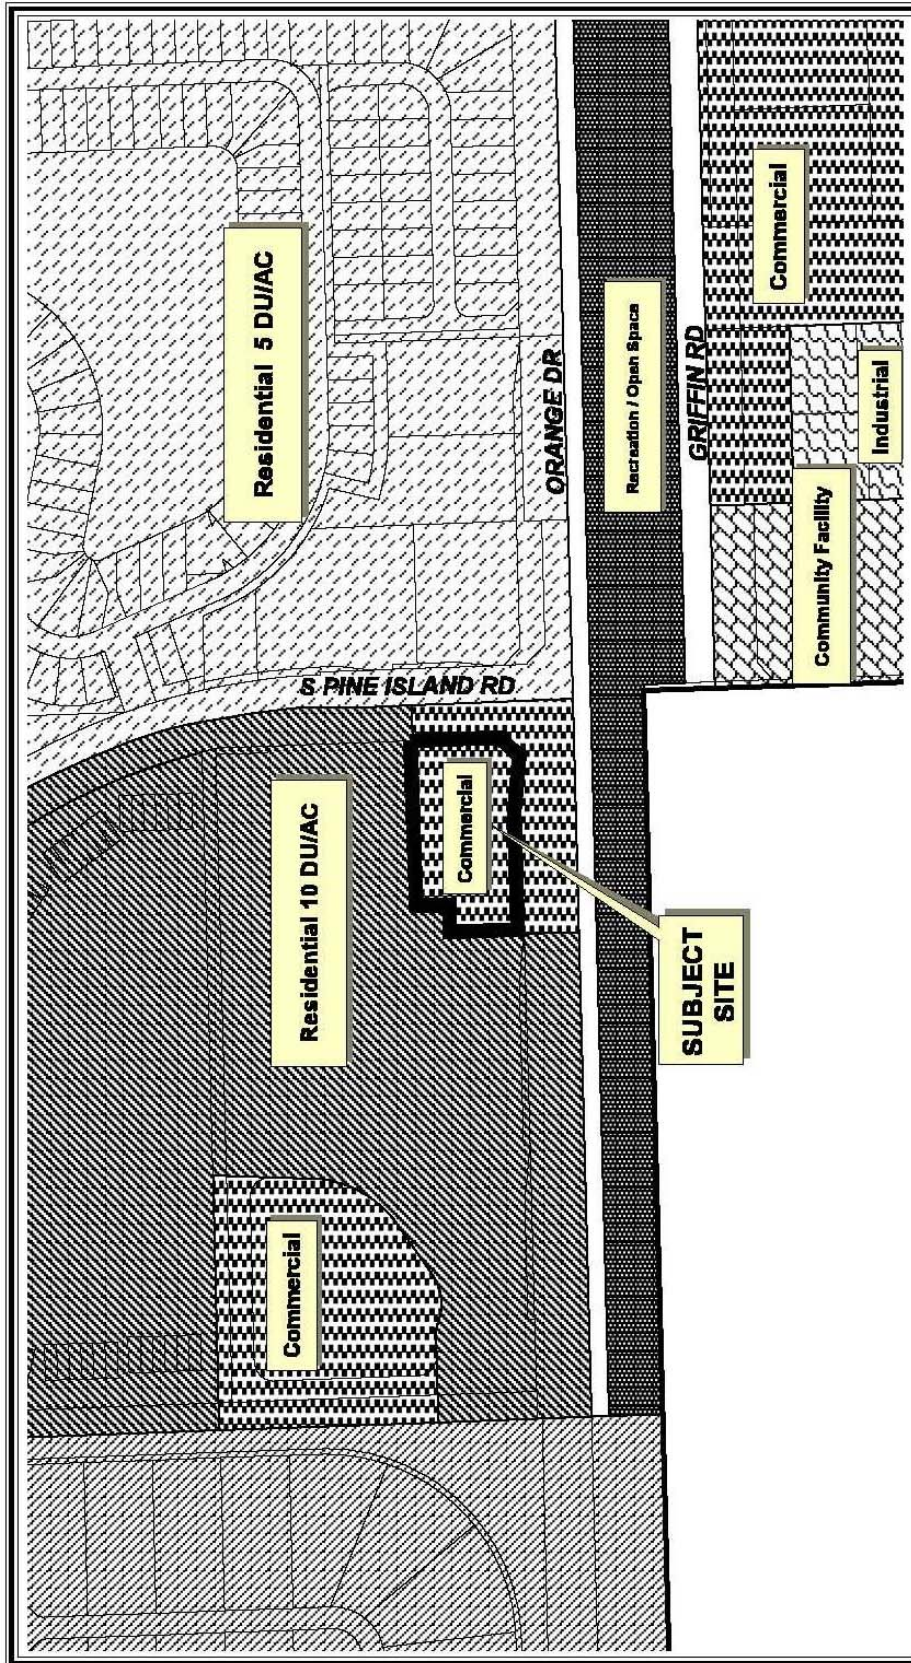 Residential 5 DU/AC
S PINE ISLAND RD
Residential 10 DU/AC
Commercial
Commercial
SUBJECT
SITE
ORANGE DR
Recreation / Open Space
GRIFFIN RD
Commercial
Industrial
Community Facility